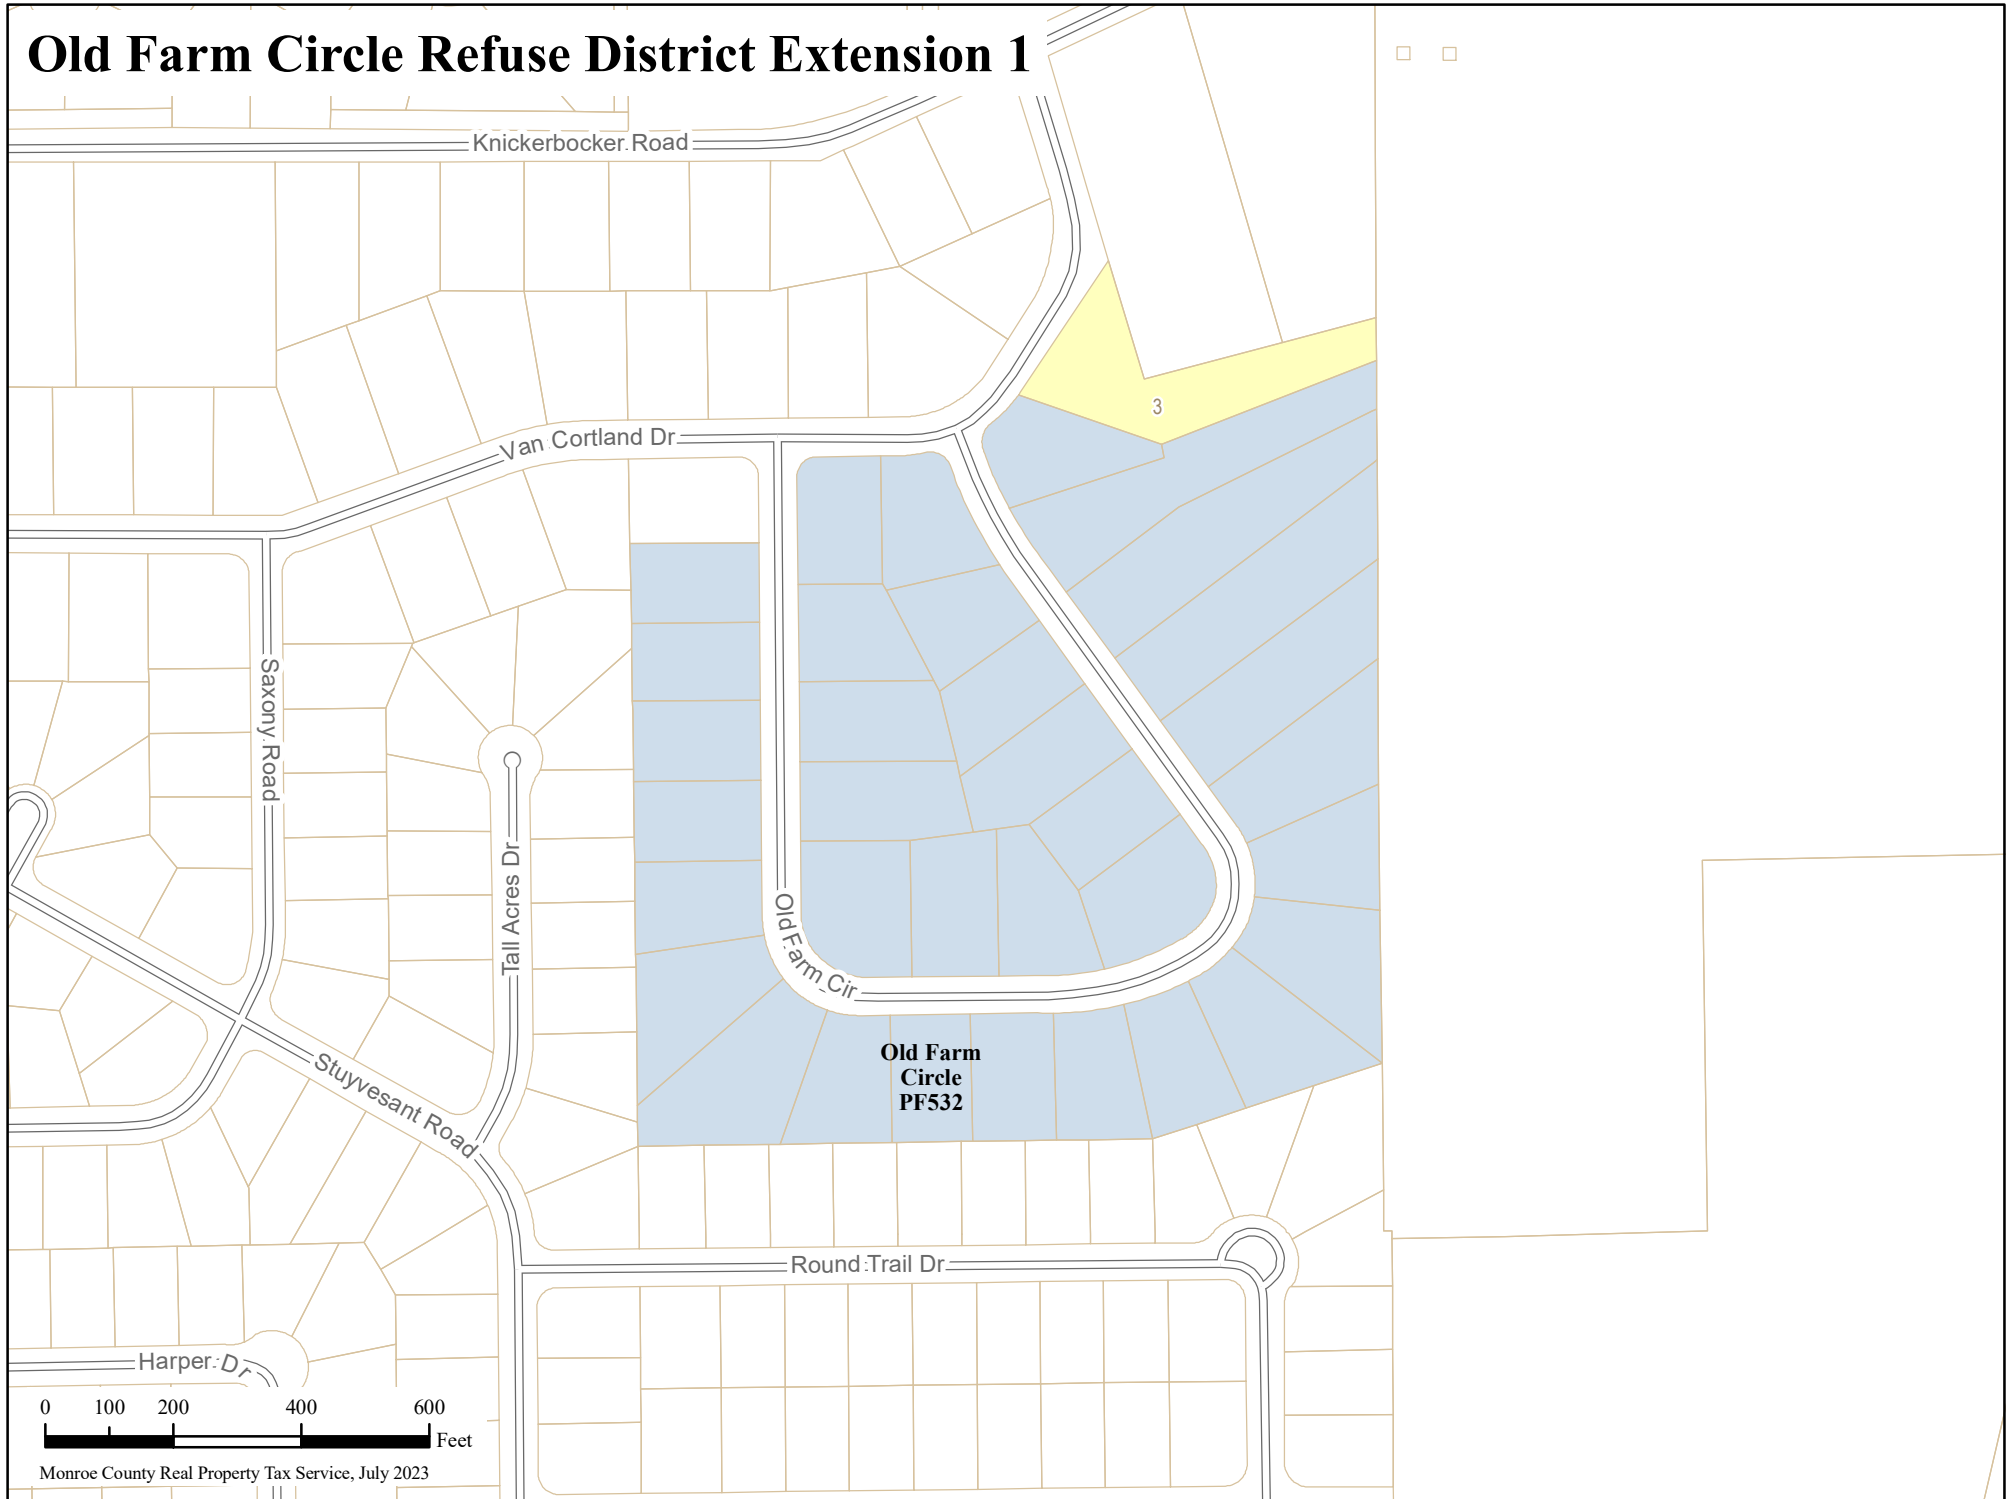 Old Farm Circle Refuse District Extension 1
Knickerbocker Road
3
Van Cortland Dr
Saxony Road
Tall Acres Dr
Old Farm Cir
Old Farm
Circle
PF532
Stuyvesant Road
Round Trail Dr
Harper Dr
0 100 200 400 600
Feet
Monroe County Real Property Tax Service, July 2023